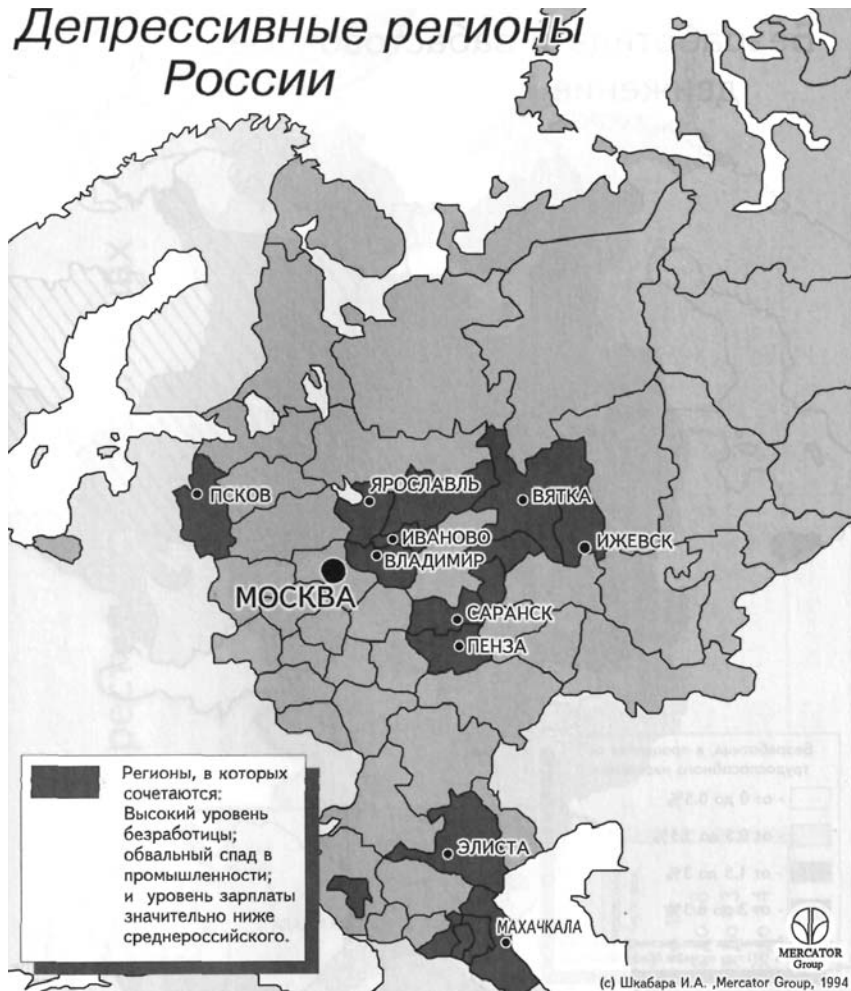 Депрессивные регионы
России
ПСКОВ
ЯРОСЛАВЛЬ
ВЯТКА
ИВАНОВО
ВЛАДИМИР
ИЖЕВСК
МОСКВА
САРАНСК
ПЕНЗА
Регионы, в которых
сочетаются:
Высокий уровень
безработицы;
обвальный спад в
промышленности;
и уровень зарплаты
значительно ниже
среднероссийского.
ЭЛИСТА
МАХАЧКАЛА
MERCATOR
Group
(c) Шкабара И.А. ,Mercator Group, 1994